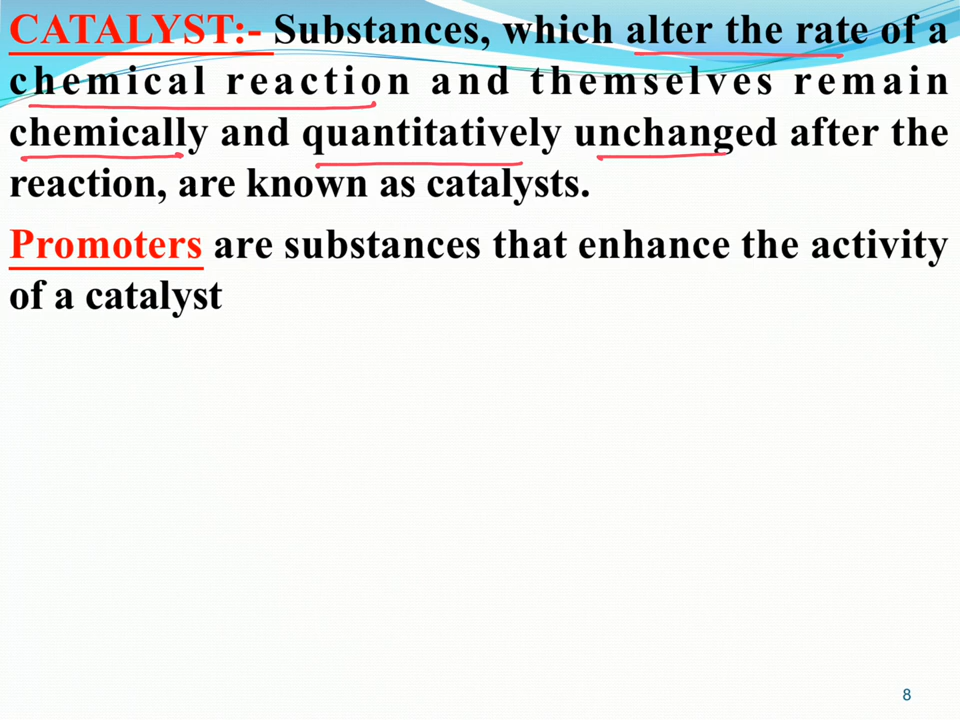 CATALYST:- Substances, which alter the rate of a
chemical reaction and themselves remain
chemically and quantitatively unchanged after the
reaction, are known as catalysts.
Promoters are substances that enhance the activity
of a catalyst
8